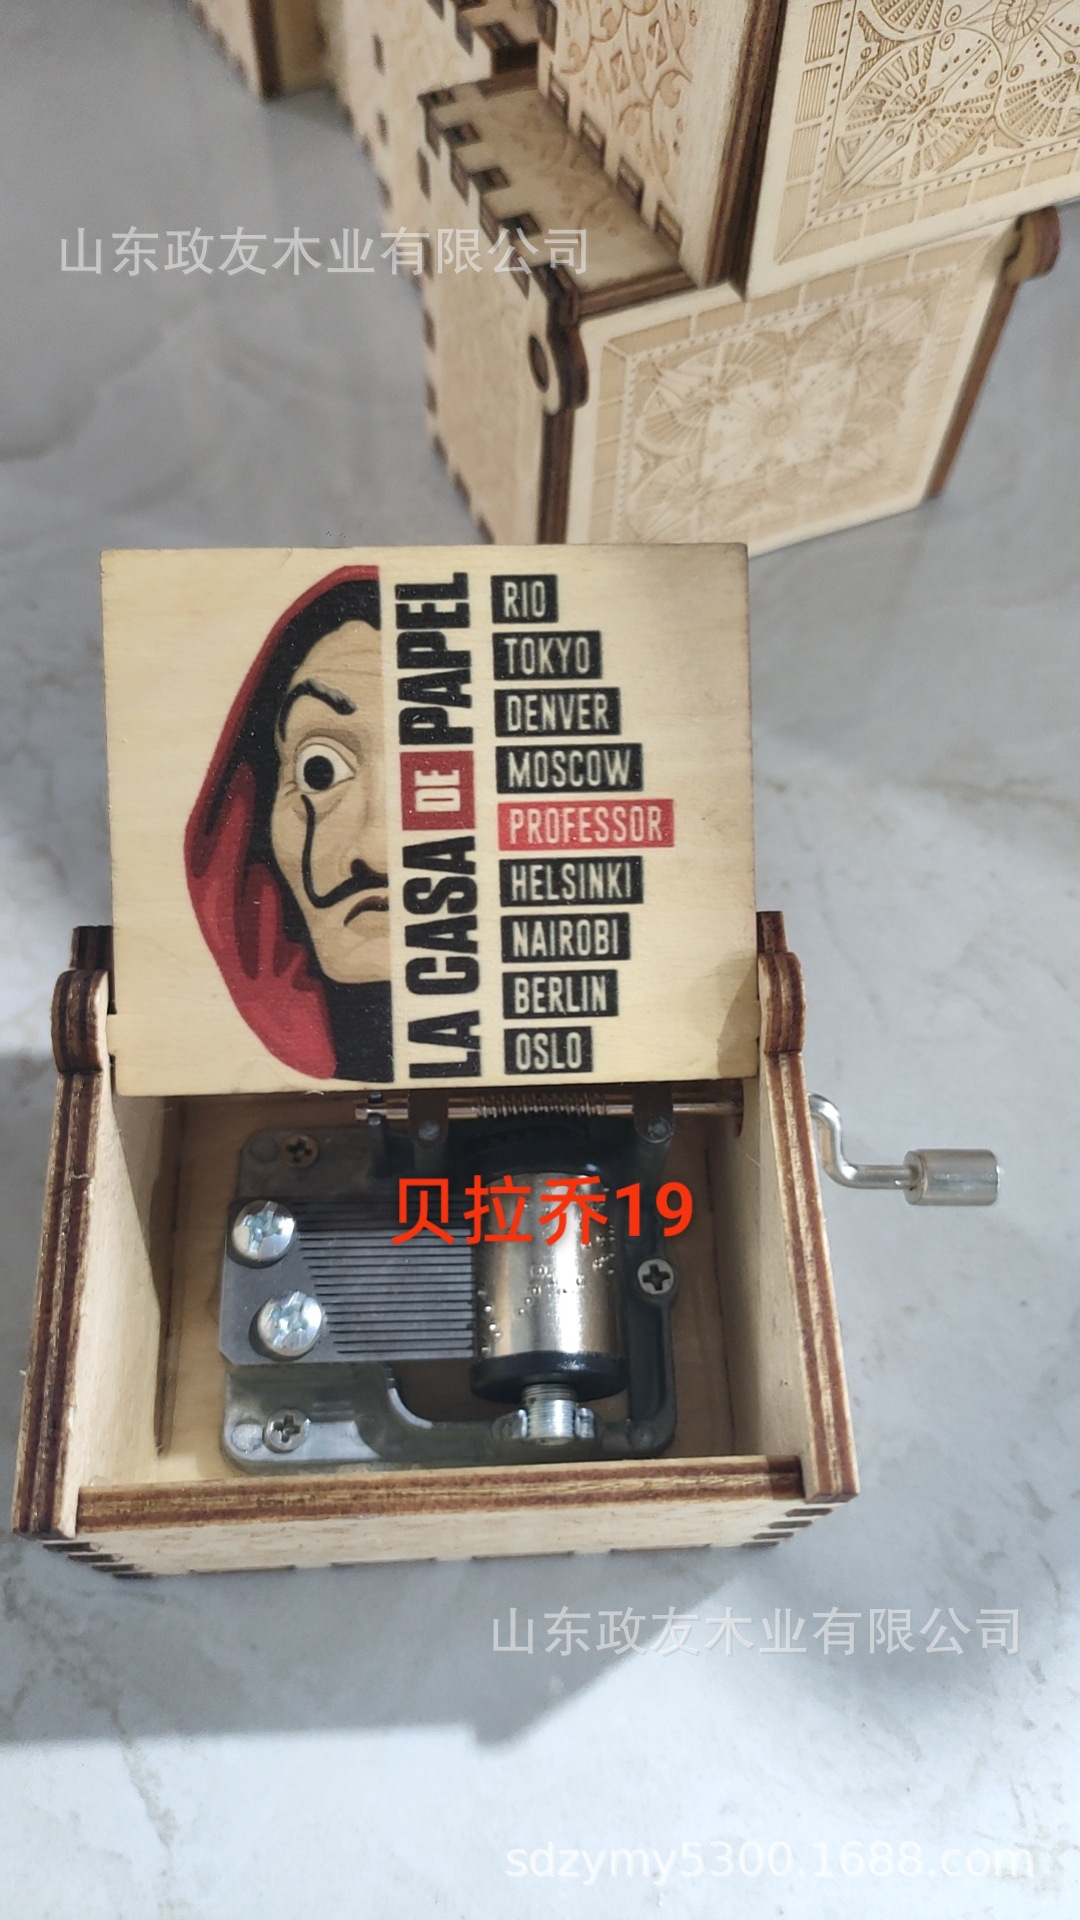 山东政友木业有限公司
LA CASA DE PAPEL
RIO
TOKYO
DENVER
MOSCOW
PROFESSOR
HELSINKI
NAIROBI
BERLIN
OSLO
贝拉乔19
山东政友木业有限公司
sdzymy5300.1688.com